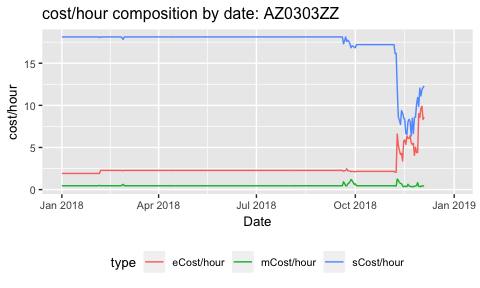 cost/hour composition by date: AZ0303ZZ
cost/hour
15
10
5
0
Jan 2018 Apr 2018 Jul 2018 Oct 2018 Jan 2019
Date
type eCost/hour mCost/hour sCost/hour